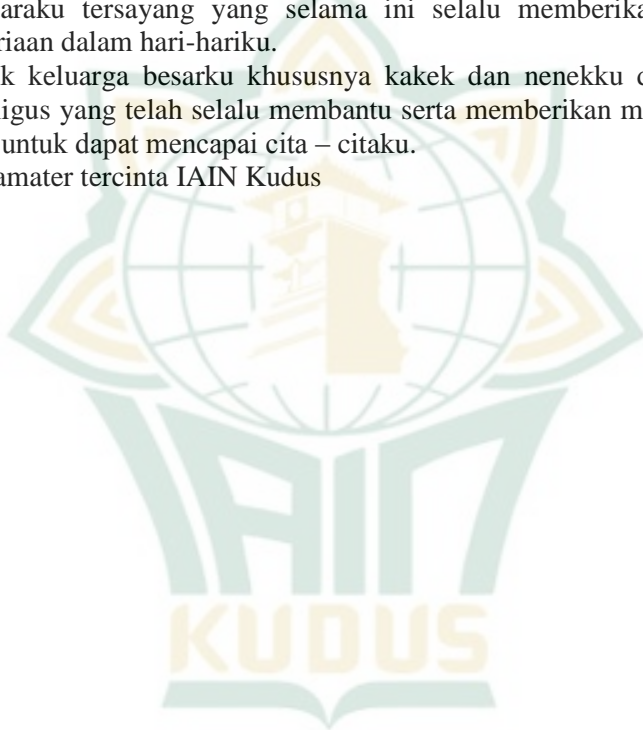 araku tersayang yang selama ini selalu memberika
riaan dalam hari-hariku.
k keluarga besarku khususnya kakek dan nenekku d
igus yang telah selalu membantu serta memberikan m
untuk dapat mencapai cita – citaku.
amater tercinta IAIN Kudus
IAIN
KUDUS